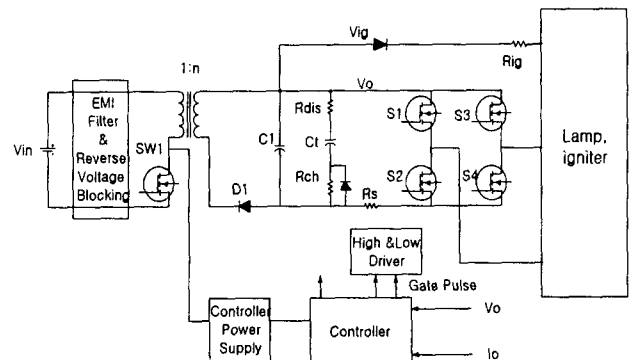 Vig
Rig
1:n
Vo
EMI
Filter
&
Reverse
Voltage
Blocking
Vin
SW1
C1
Rdis
Ct
Rch
D1
Rs
S1
S3
S2
S4
Lamp,
igniter
High &Low
Driver
Gate Pulse
Controller
Power
Supply
Controller
Vo
Io